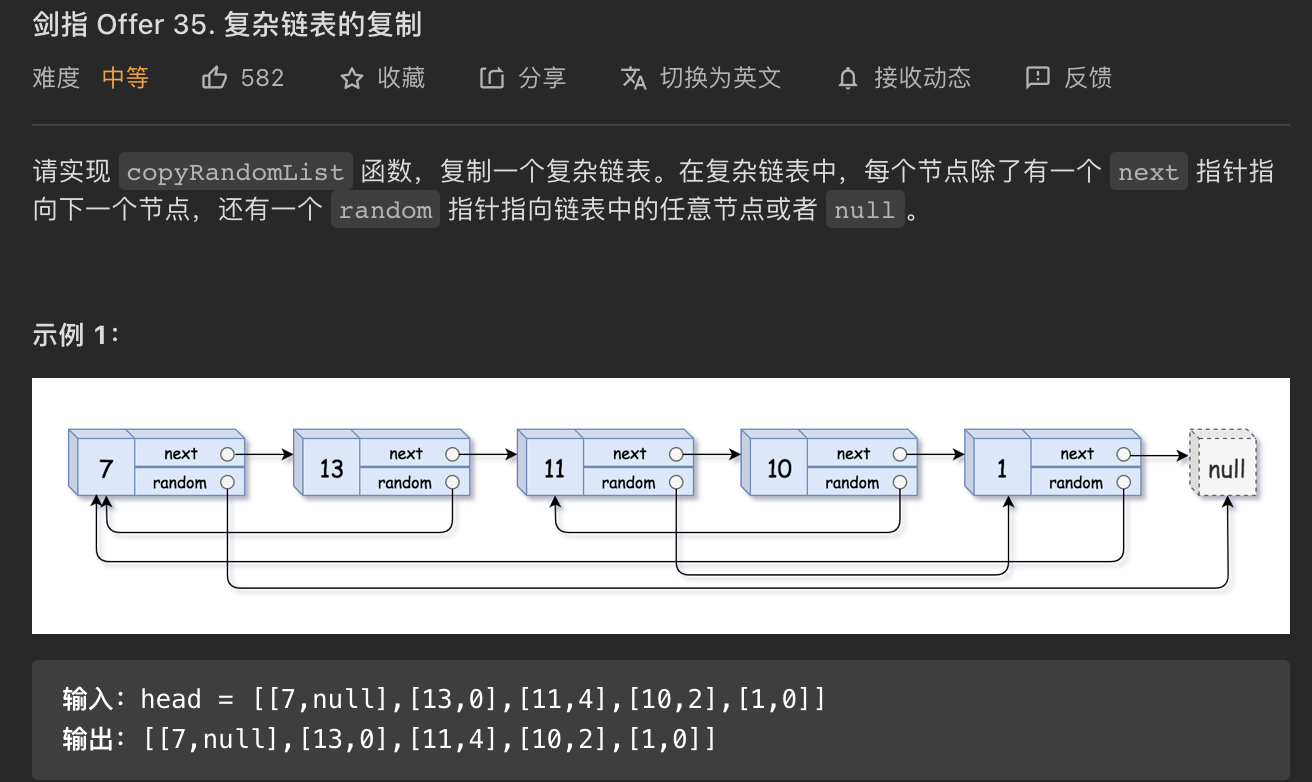 剑指 Offer 35. 复杂链表的复制
难度 中等 582 收藏 分享 切换为英文 接收动态 反馈
请实现 copyRandomList 函数，复制一个复杂链表。在复杂链表中，每个节点除了有一个 next 指针指
向下一个节点，还有一个 random 指针指向链表中的任意节点或者 null 。
示例 1：
7 next random 13 next random 11 next random 10 next random 1 next random null
输入：head = [[7,null],[13,0],[11,4],[10,2],[1,0]]
输出：[[7,null],[13,0],[11,4],[10,2],[1,0]]